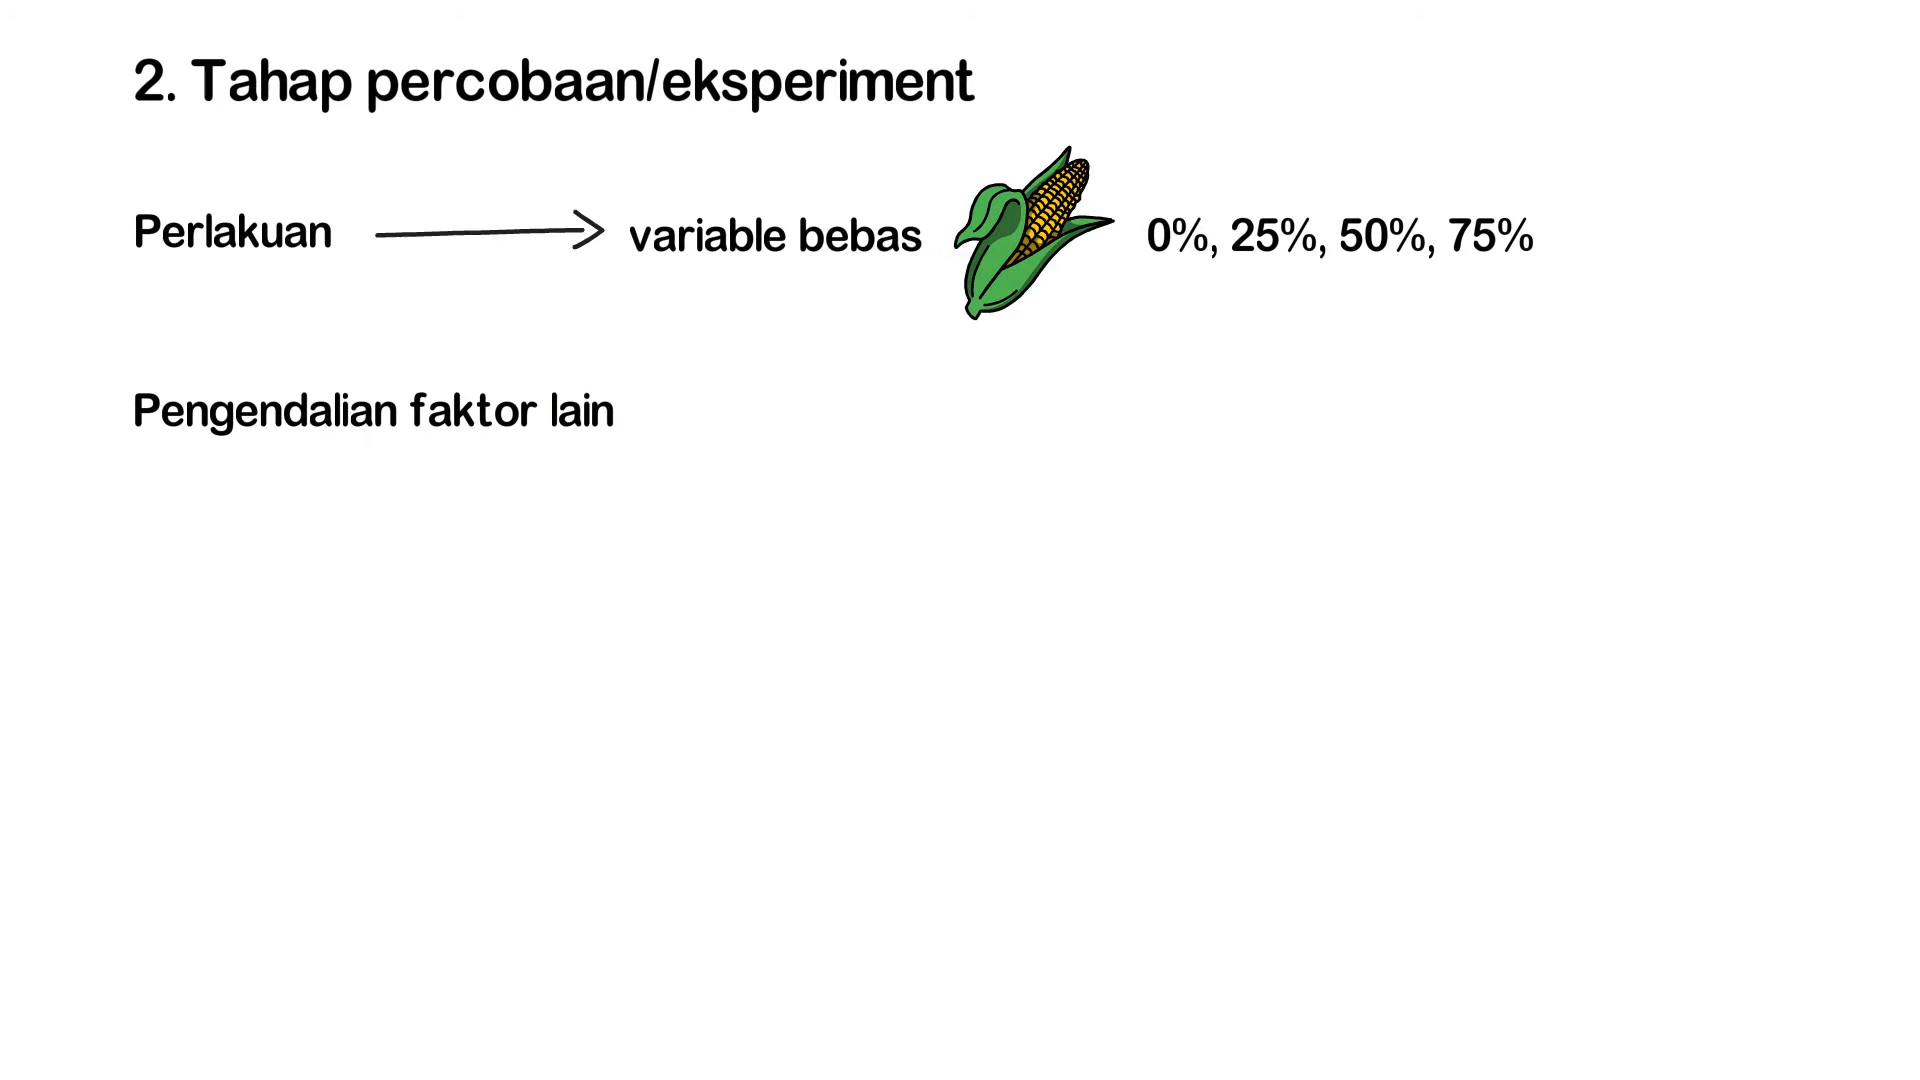 2. Tahap percobaan/eksperiment
Perlakuan variable bebas 0%, 25%, 50%, 75%
Pengendalian faktor lain